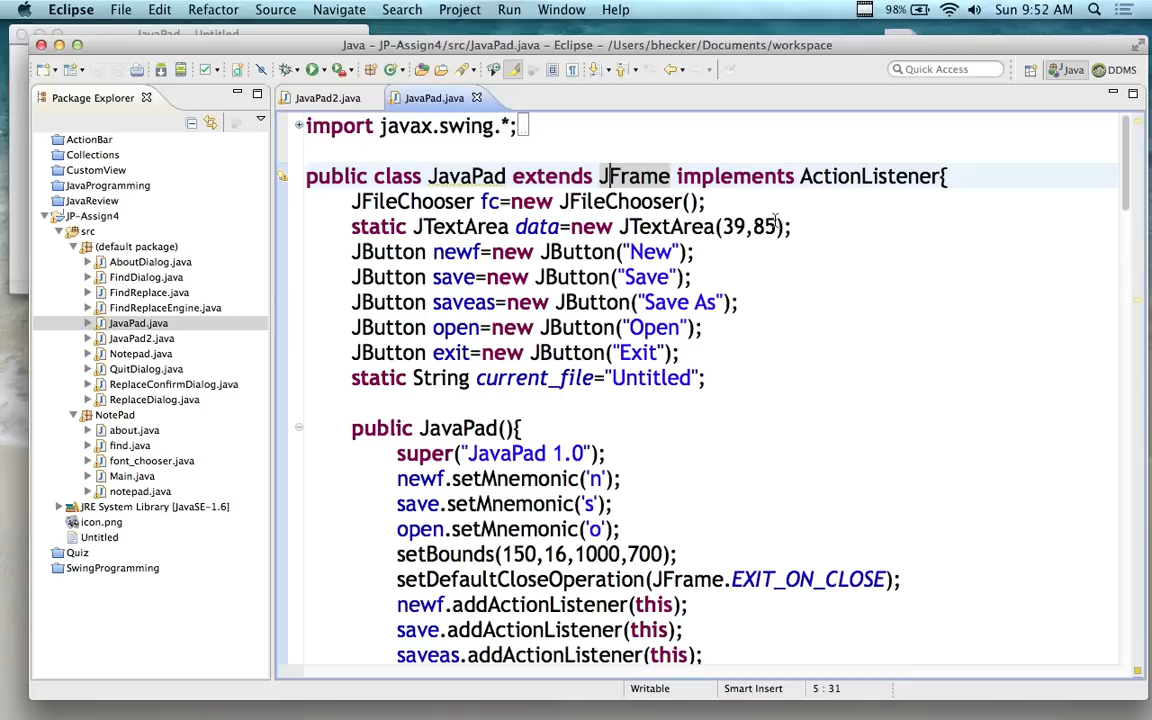 Eclipse File Edit Refactor Source Navigate Search Project Run Window Help 98% Sun 9:52 AM
JavaPad - Untitled
Java - JP-Assign4/src/JavaPad.java - Eclipse - /Users/bhecker/Documents/workspace
Quick Access Java DDMS
Package Explorer
JavaPad2.java JavaPad.java
ActionBar
Collections
CustomView
JavaProgramming
JavaReview
JP-Assign4
src
(default package)
AboutDialog.java
FindDialog.java
FindReplace.java
FindReplaceEngine.java
JavaPad.java
JavaPad2.java
Notepad.java
QuitDialog.java
ReplaceConfirmDialog.java
ReplaceDialog.java
NotePad
about.java
find.java
font_chooser.java
Main.java
notepad.java
JRE System Library [JavaSE-1.6]
icon.png
Untitled
Quiz
SwingProgramming
import javax.swing.*;
public class JavaPad extends JFrame implements ActionListener{
JFileChooser fc=new JFileChooser();
static JTextArea data=new JTextArea(39,85);
JButton newf=new JButton("New");
JButton save=new JButton("Save");
JButton saveas=new JButton("Save As");
JButton open=new JButton("Open");
JButton exit=new JButton("Exit");
static String current_file="Untitled";
public JavaPad(){
super("JavaPad 1.0");
newf.setMnemonic('n');
save.setMnemonic('s');
open.setMnemonic('o');
setBounds(150,16,1000,700);
setDefaultCloseOperation(JFrame.EXIT_ON_CLOSE);
newf.addActionListener(this);
save.addActionListener(this);
saveas.addActionListener(this);
Writable Smart Insert 5 : 31